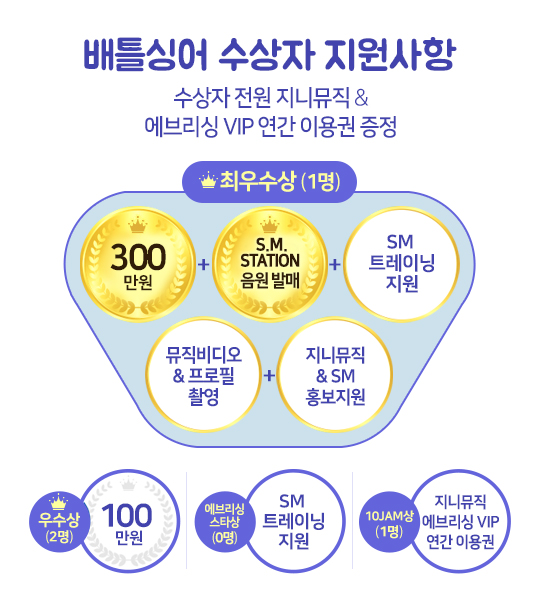 배틀싱어 수상자 지원사항
수상자 전원 지니뮤직 &
에브리싱 VIP 연간 이용권 증정
최우수상 (1명)
300
만원
+
S.M.
STATION
음원 발매
+
SM
트레이닝
지원
뮤직비디오
& 프로필
촬영
+
지니뮤직
& SM
홍보지원
우수상
(2명)
100
만원
에브리싱
스타상
(0명)
SM
트레이닝
지원
10JAM상
(1명)
지니뮤직
에브리싱 VIP
연간 이용권